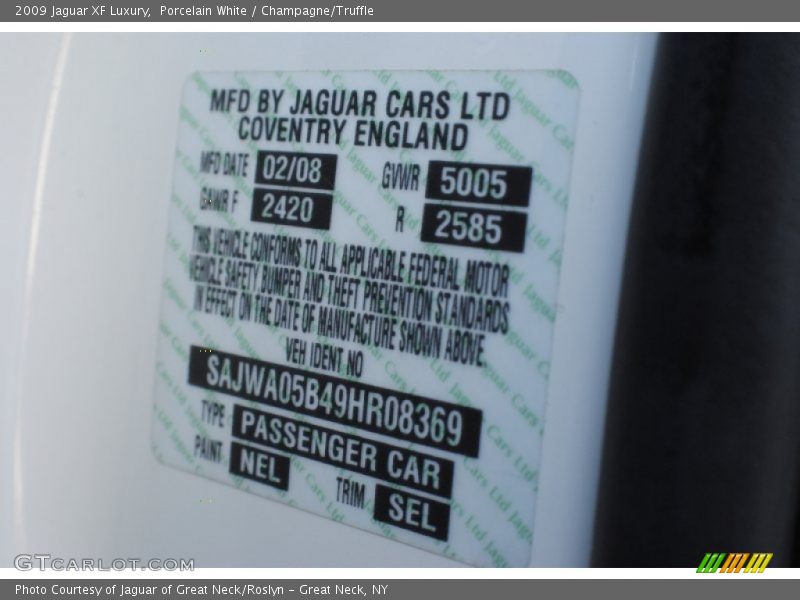 2009 Jaguar XF Luxury,  Porcelain White / Champagne/Truffle
MFD BY JAGUAR CARS LTD
COVENTRY ENGLAND
MFD DATE 02/08 GVWR 5005
GAWR F 2420 R 2585
THIS VEHICLE CONFORMS TO ALL APPLICABLE FEDERAL MOTOR
VEHICLE SAFETY, BUMPER AND THEFT PREVENTION STANDARDS
IN EFFECT ON THE DATE OF MANUFACTURE SHOWN ABOVE.
VEH IDENT NO
SAJWA05B49HR08369
TYPE PASSENGER CAR
PAINT NEL TRIM SEL
GTCARLOT.COM
Photo Courtesy of Jaguar of Great Neck/Roslyn – Great Neck, NY